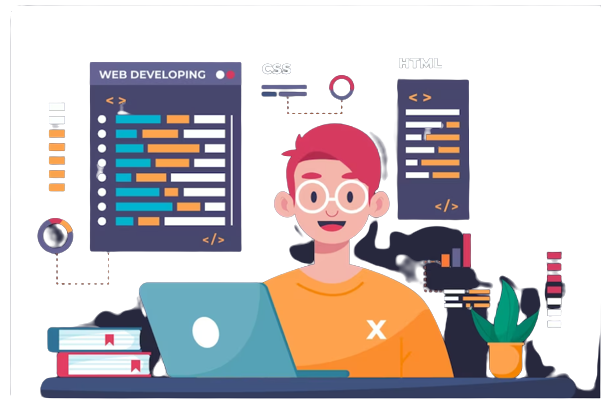 WEB DEVELOPING
CSS
HTML
< >
< >
</>
</>
X